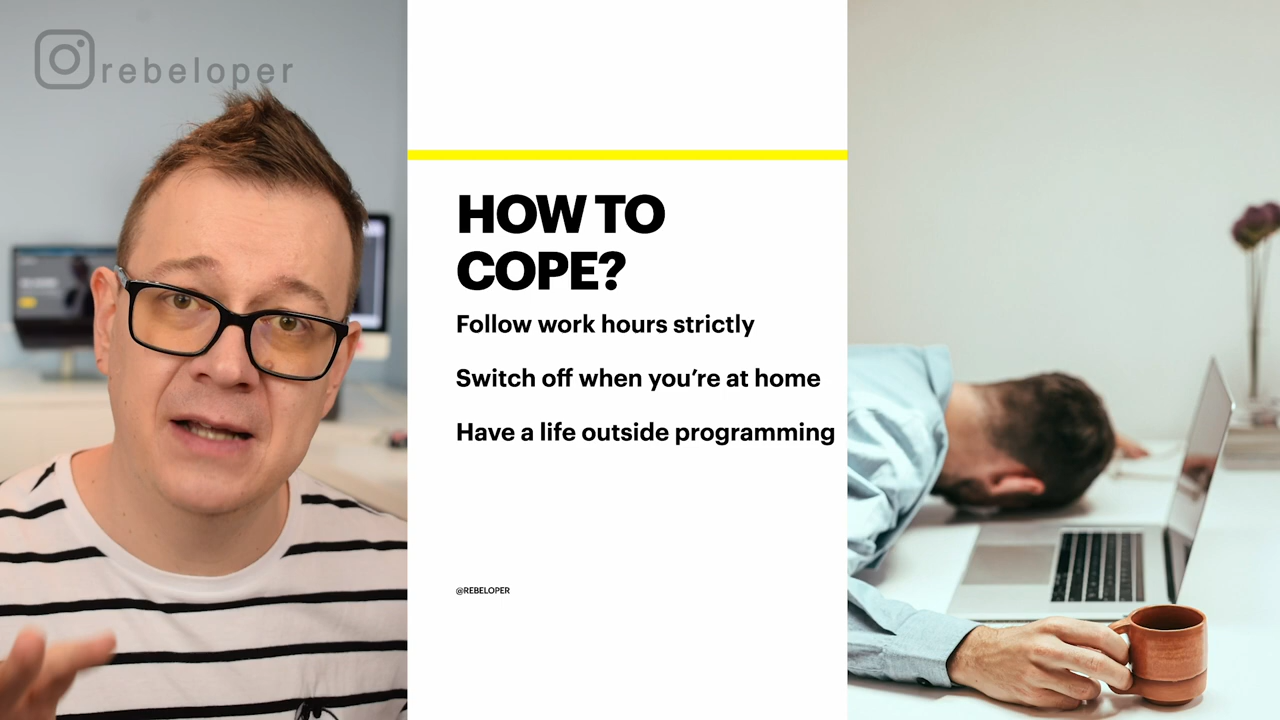 rebeloper
HOW TO
COPE?
Follow work hours strictly
Switch off when you're at home
Have a life outside programming
@REBELOPER